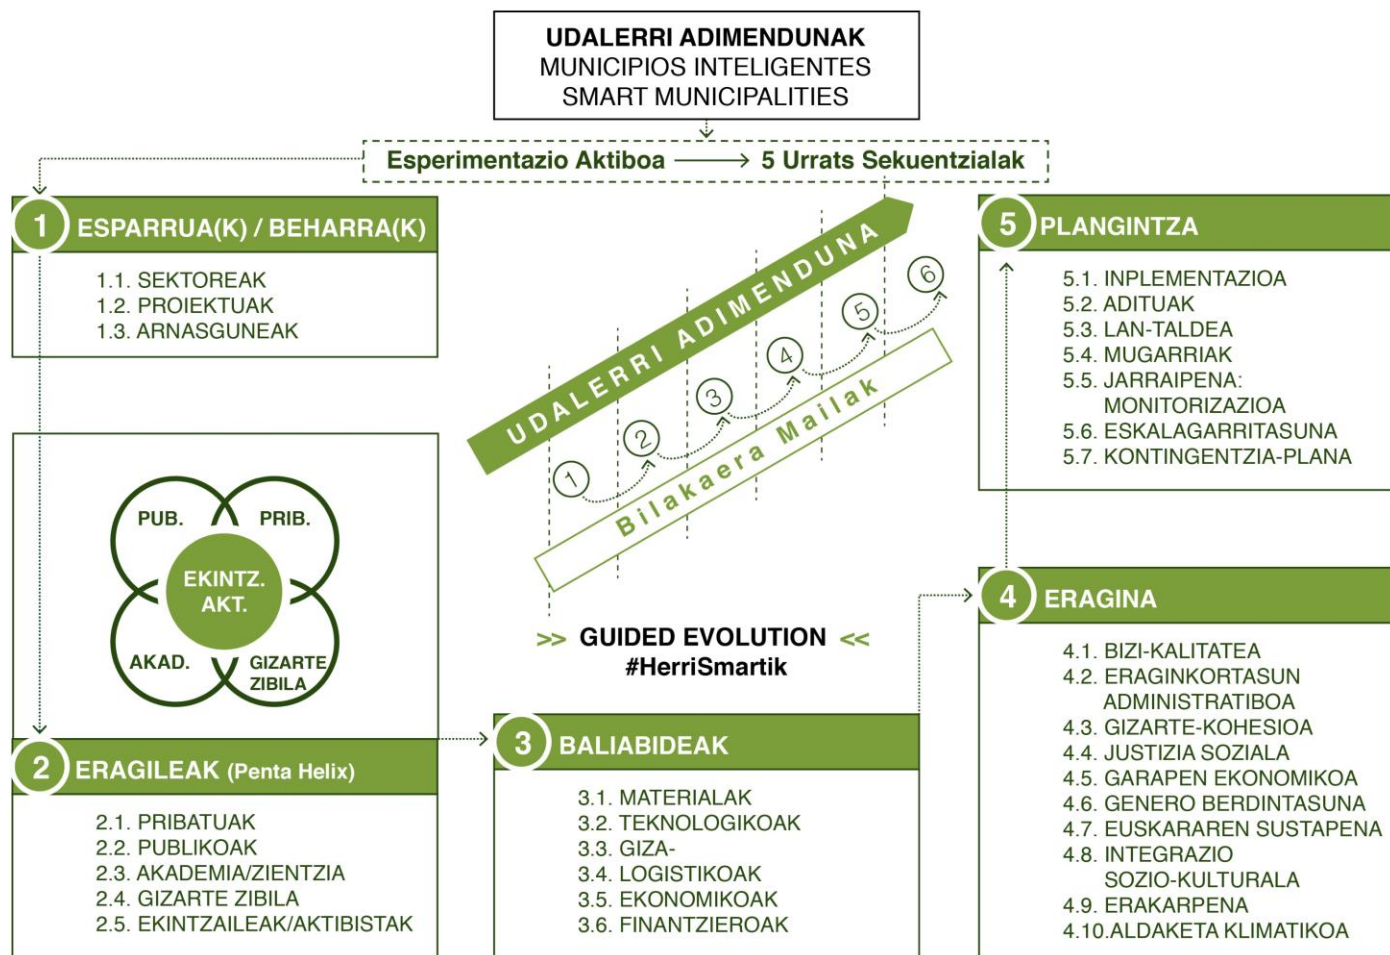 UDALERRI ADIMENDUNAK
MUNICIPIOS INTELIGENTES
SMART MUNICIPALITIES
Esperimentazio Aktiboa → 5 Urrats Sekuentzialak
1 ESPARRUA(K) / BEHARRA(K)
1.1. SEKTOREAK
1.2. PROIEKTUAK
1.3. ARNASGUNEAK
PUB. PRIB.
EKINTZ.
AKT.
AKAD. GIZARTE
ZIBILA
2 ERAGILEAK (Penta Helix)
2.1. PRIBATUAK
2.2. PUBLIKOAK
2.3. AKADEMIA/ZIENTZIA
2.4. GIZARTE ZIBILA
2.5. EKINTZAILEAK/AKTIBISTAK
UDALERRI ADIMENDUNA
1 2 3 4 5 6
Bilakaera Mailak
>> GUIDED EVOLUTION <<
#HerriSmartik
3 BALIABIDEAK
3.1. MATERIALAK
3.2. TEKNOLOGIKOAK
3.3. GIZA-
3.4. LOGISTIKOAK
3.5. EKONOMIKOAK
3.6. FINANTZIEROAK
4 ERAGINA
4.1. BIZI-KALITATEA
4.2. ERAGINKORTASUN
ADMINISTRATIBOA
4.3. GIZARTE-KOHESIOA
4.4. JUSTIZIA SOZIALA
4.5. GARAPEN EKONOMIKOA
4.6. GENERO BERDINTASUNA
4.7. EUSKARAREN SUSTAPENA
4.8. INTEGRAZIO
SOZIO-KULTURALA
4.9. ERAKARPENA
4.10.ALDAKETA KLIMATIKOA
5 PLANGINTZA
5.1. INPLEMENTAZIOA
5.2. ADITUAK
5.3. LAN-TALDEA
5.4. MUGARRIAK
5.5. JARRAIPENA:
MONITORIZAZIOA
5.6. ESKALAGARRITASUNA
5.7. KONTINGENTZIA-PLANA